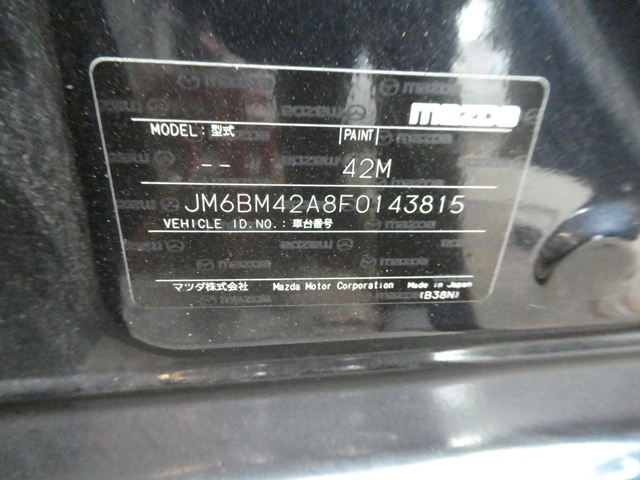 mazda
MODEL: 型式 PAINT
-- 42M
JM6BM42A8F0143815
VEHICLE ID.NO.: 車台番号
マツダ株式会社 Mazda Motor Corporation Made in Japan
(B38N)